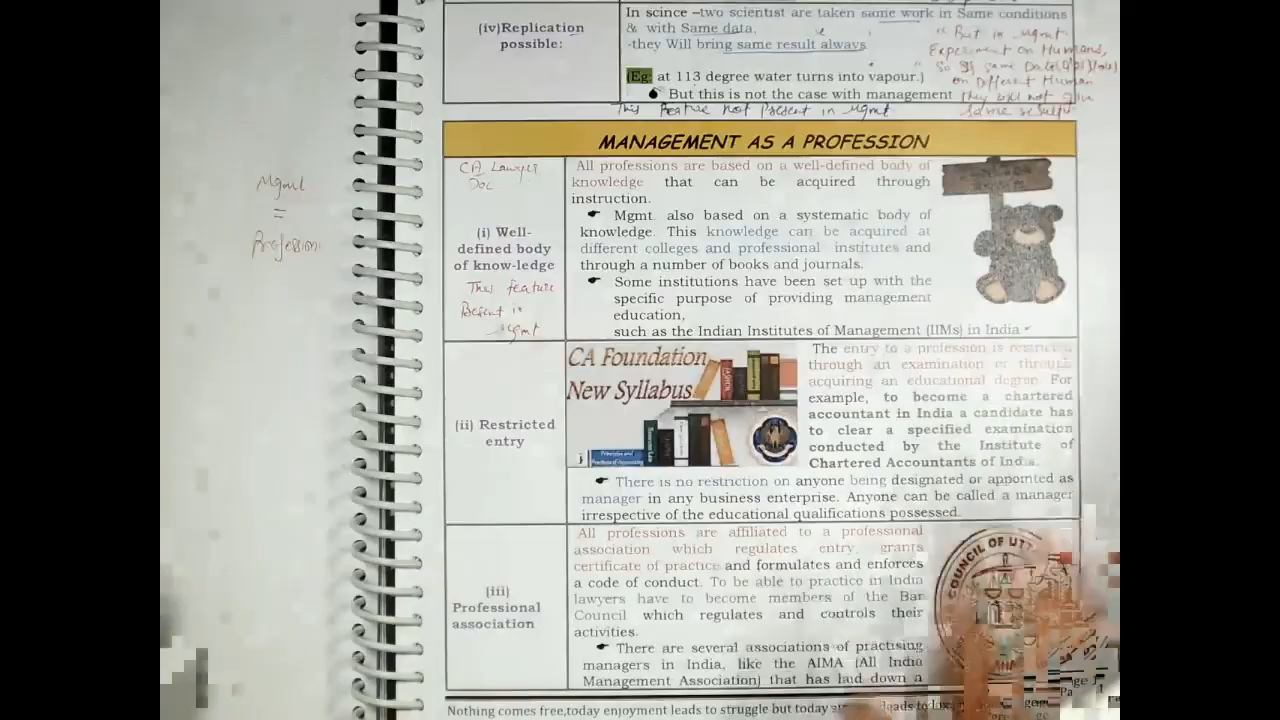 In scince –two scientist are taken same work in Same conditions
& with Same data,
-they Will bring same result always
(iv)Replication
possible:
(Eg: at 113 degree water turns into vapour.)
But this is not the case with management
" But in Mgmt
Experiment on Humans,
So If same Data
on Different Human
they will not give
same result
This Feature not Present in Mgmt
MANAGEMENT AS A PROFESSION
Mgmt
=
Profession
CA Lawyer
Doc
(i) Well-
defined body
of know-ledge
This feature
Present in
Mgmt
All professions are based on a well-defined body of
knowledge that can be acquired through
instruction.
Mgmt. also based on a systematic body of
knowledge. This knowledge can be acquired at
different colleges and professional institutes and
through a number of books and journals.
Some institutions have been set up with the
specific purpose of providing management
education,
such as the Indian Institutes of Management (IIMs) in India
(ii) Restricted
entry
CA Foundation
New Syllabus
The entry to a profession is restricted
through an examination or through
acquiring an educational degree. For
example, to become a chartered
accountant in India a candidate has
to clear a specified examination
conducted by the Institute of
Chartered Accountants of India.
There is no restriction on anyone being designated or appointed as
manager in any business enterprise. Anyone can be called a manager
irrespective of the educational qualifications possessed.
(iii)
Professional
association
All professions are affiliated to a professional
association which regulates entry, grants
certificate of practice and formulates and enforces
a code of conduct. To be able to practice in India
lawyers have to become members of the Bar
Council which regulates and controls their
activities.
There are several associations of practising
managers in India, like the AIMA (All India
Management Association) that has laid down a
COUNCIL OF
Nothing comes free,today enjoyment leads to struggle but today